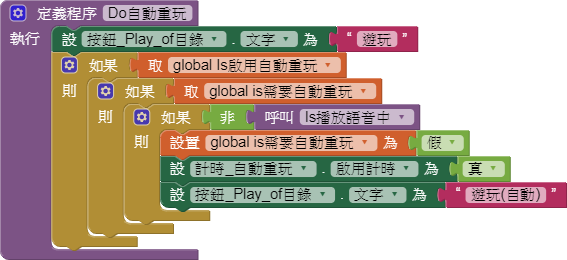 定義程序 Do自動重玩
執行 設 按鈕_Play_of目錄 . 文字 為 “ 遊玩 ”
如果 取 global Is啟用自動重玩
則 如果 取 global is需要自動重玩
則 如果 非 呼叫 Is播放語音中
則 設置 global is需要自動重玩 為 假
設 計時_自動重玩 . 啟用計時 為 真
設 按鈕_Play_of目錄 . 文字 為 “ 遊玩(自動) ”